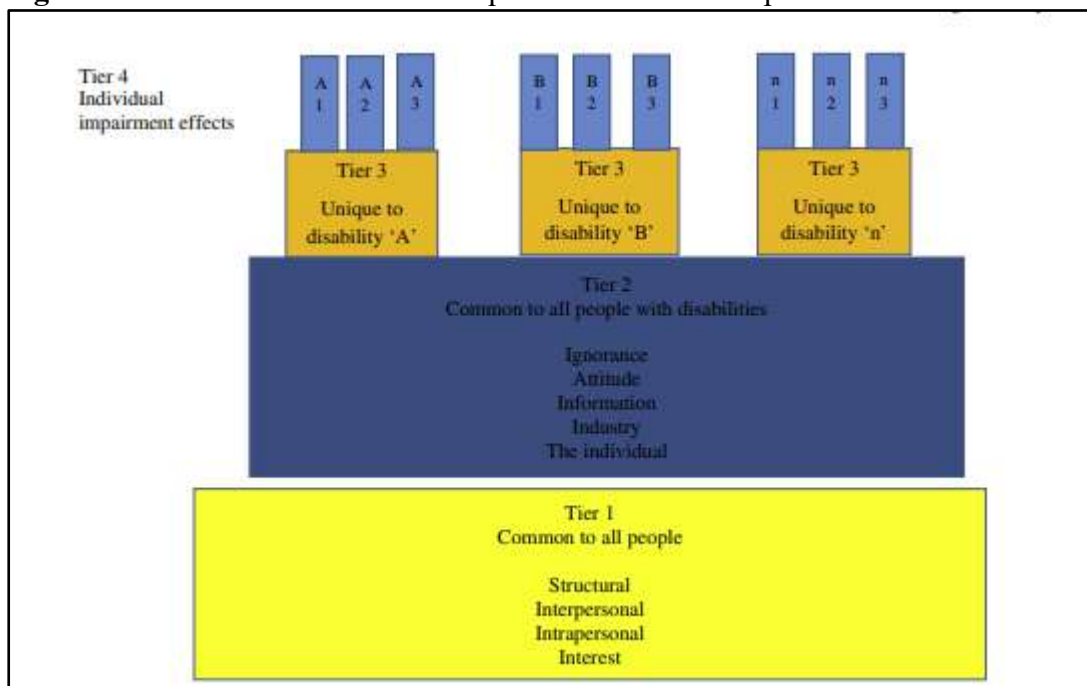 Tier 4
Individual
impairment effects
A
1
A
2
A
3
B
1
B
2
B
3
n
1
n
2
n
3
Tier 3
Unique to
disability ‘A’
Tier 3
Unique to
disability ‘B’
Tier 3
Unique to
disability ‘n’
Tier 2
Common to all people with disabilities
Ignorance
Attitude
Information
Industry
The individual
Tier 1
Common to all people
Structural
Interpersonal
Intrapersonal
Interest